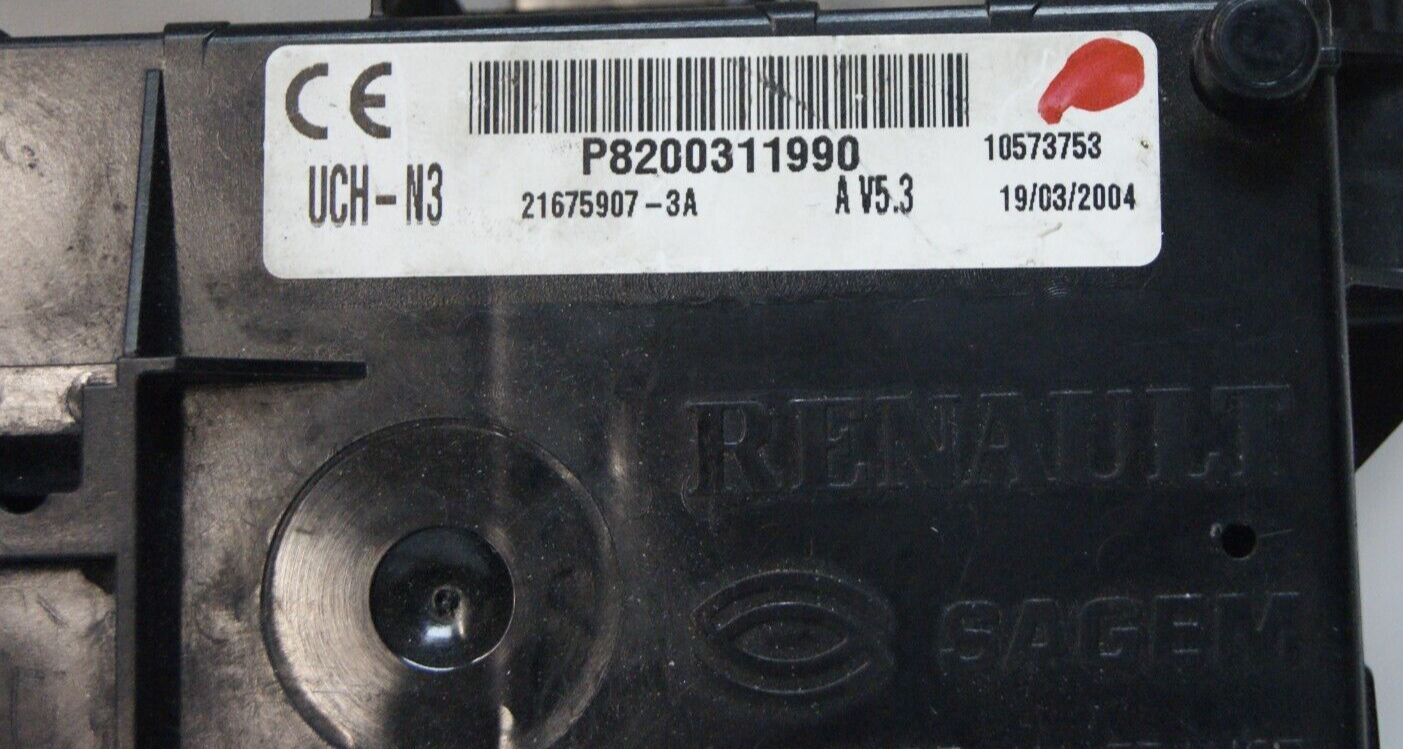 CE
P8200311990
10573753
UCH-N3
21675907-3A
A V5.3
19/03/2004
RENAULT
SAGEM